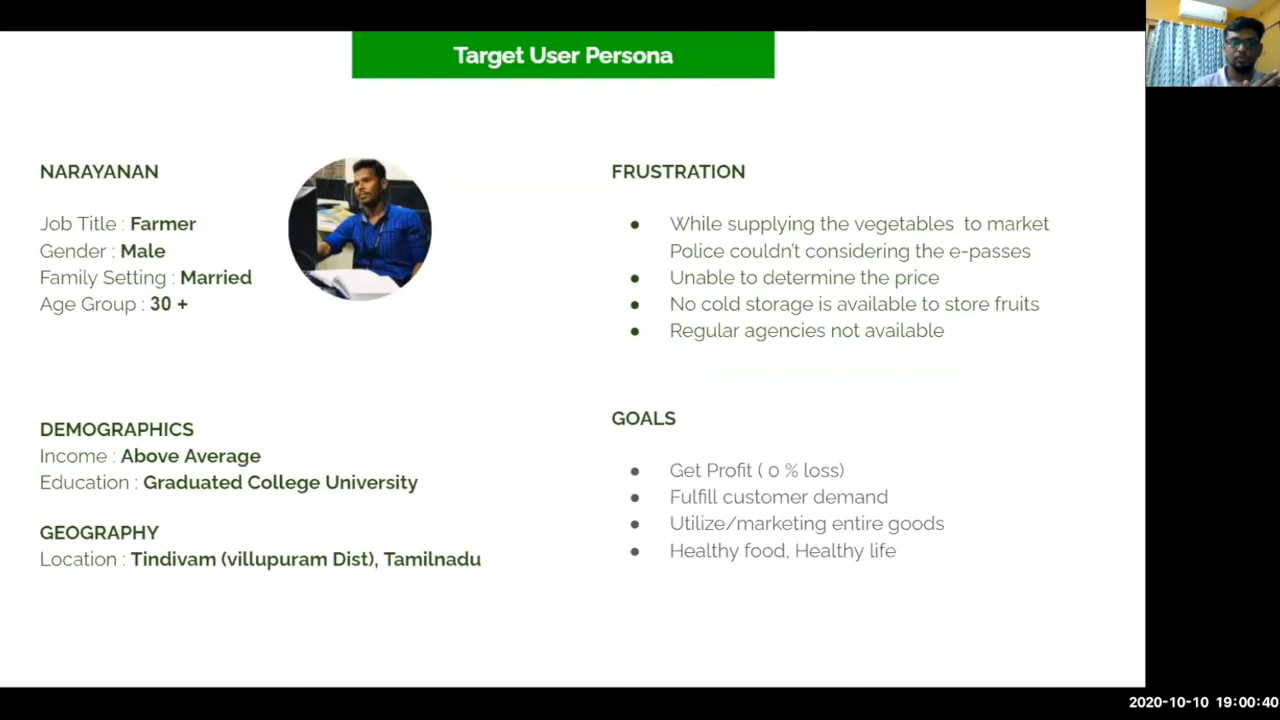 Target User Persona
NARAYANAN
Job Title : Farmer
Gender : Male
Family Setting : Married
Age Group : 30 +
DEMOGRAPHICS
Income : Above Average
Education : Graduated College University
GEOGRAPHY
Location : Tindivam (villupuram Dist), Tamilnadu
FRUSTRATION
● While supplying the vegetables to market
Police couldn't considering the e-passes
● Unable to determine the price
● No cold storage is available to store fruits
● Regular agencies not available
GOALS
● Get Profit ( 0 % loss)
● Fulfill customer demand
● Utilize/marketing entire goods
● Healthy food, Healthy life
2020-10-10 19:00:40